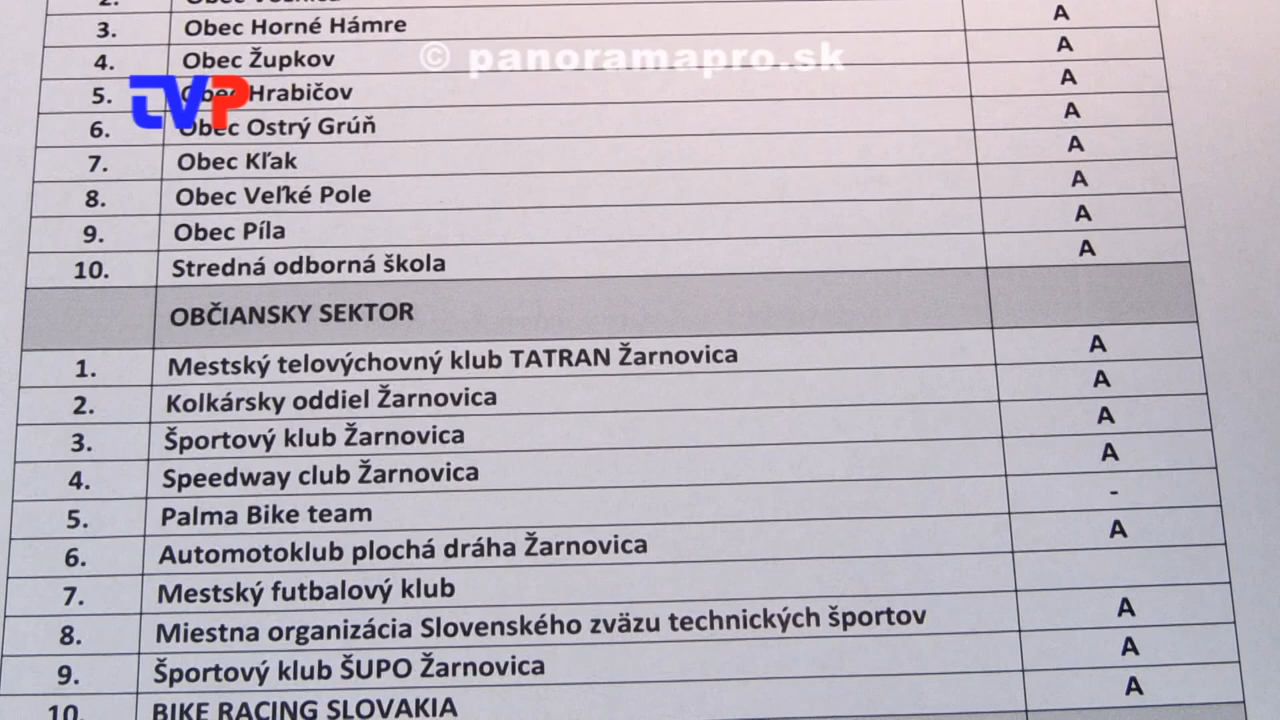 3. Obec Horné Hámre A
4. Obec Župkov A
© panoramapro.sk
TVP
5. Obec Hrabičov A
6. Obec Ostrý Grúň A
7. Obec Kľak A
8. Obec Veľké Pole A
9. Obec Píla A
10. Stredná odborná škola A
OBČIANSKY SEKTOR
1. Mestský telovýchovný klub TATRAN Žarnovica A
2. Kolkársky oddiel Žarnovica A
3. Športový klub Žarnovica A
4. Speedway club Žarnovica A
5. Palma Bike team -
6. Automotoklub plochá dráha Žarnovica A
7. Mestský futbalový klub
8. Miestna organizácia Slovenského zväzu technických športov A
9. Športový klub ŠUPO Žarnovica A
10. BIKE RACING SLOVAKIA A